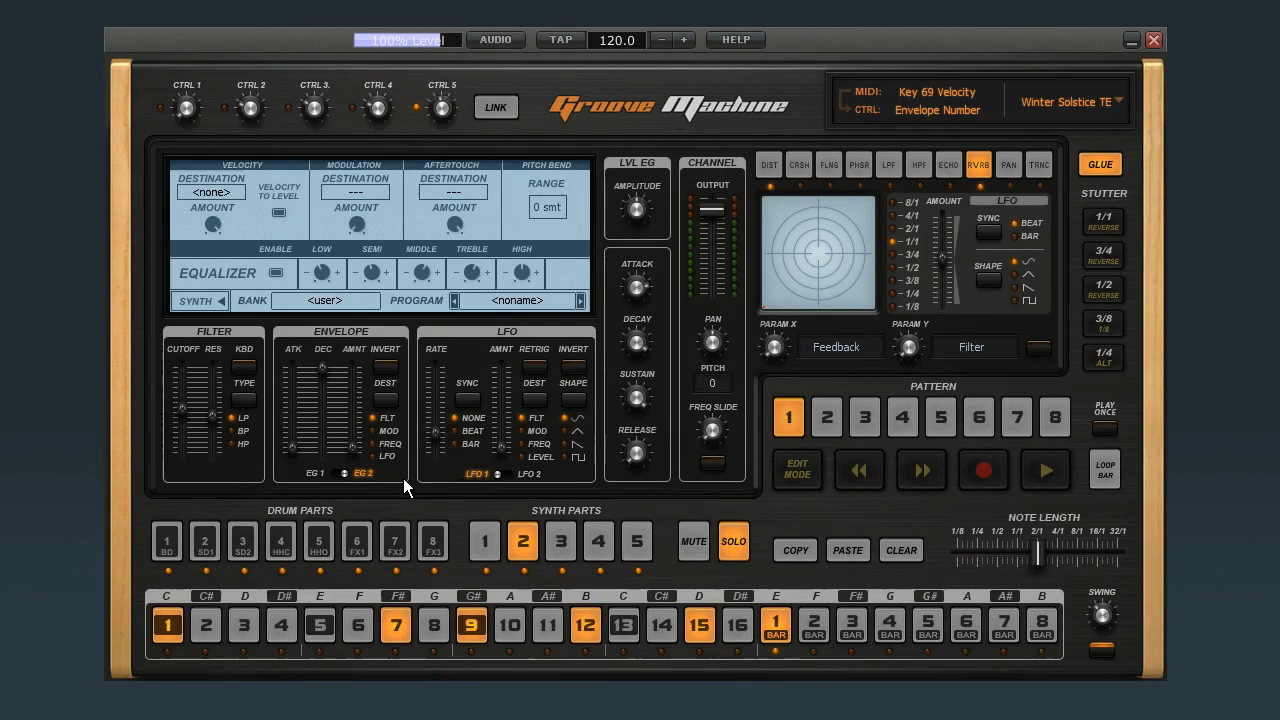 100% Level AUDIO TAP 120.0 − + HELP
CTRL 1 CTRL 2 CTRL 3. CTRL 4 CTRL 5
LINK
Groove Machine
MIDI: Key 69 Velocity
CTRL: Envelope Number
Winter Solstice TE
VELOCITY MODULATION AFTERTOUCH PITCH BEND
DESTINATION DESTINATION DESTINATION RANGE
<none> VELOCITY TO LEVEL --- --- 0 smt
AMOUNT AMOUNT AMOUNT
ENABLE LOW SEMI MIDDLE TREBLE HIGH
EQUALIZER - + - + - + - + - +
SYNTH BANK <user> PROGRAM <noname>
FILTER
CUTOFF RES KBD
TYPE
LP
BP
HP
ENVELOPE
ATK DEC AMNT INVERT
DEST
FLT
MOD
FREQ
LFO
EG 1 EG 2
LFO
RATE AMNT RETRIG INVERT
SYNC DEST SHAPE
NONE FLT
BEAT MOD
BAR FREQ
LEVEL
LFO 1 LFO 2
LVL EG
AMPLITUDE
ATTACK
DECAY
SUSTAIN
RELEASE
CHANNEL
OUTPUT
PAN
PITCH
0
FREQ SLIDE
DIST CRSH FLNG PHSR LPF HPF ECHO RVRB PAN TRNC
8/1 AMOUNT LFO
4/1 SYNC BEAT
2/1 BAR
1/1
3/4
1/2 SHAPE
3/8
1/4
1/8
PARAM X PARAM Y
Feedback Filter
GLUE
STUTTER
1/1
REVERSE
3/4
REVERSE
1/2
REVERSE
3/8
1/8
1/4
ALT
PATTERN
1 2 3 4 5 6 7 8
PLAY ONCE
EDIT MODE
LOOP BAR
DRUM PARTS
1 2 3 4 5 6 7 8
BD SD1 SD2 HHC HHO FX1 FX2 FX3
SYNTH PARTS
1 2 3 4 5
MUTE SOLO
COPY PASTE CLEAR
NOTE LENGTH
1/8 1/4 1/2 1/1 2/1 4/1 8/1 16/1 32/1
C C# D D# E F F# G G# A A# B C C# D D# E F F# G G# A A# B
1 2 3 4 5 6 7 8 9 10 11 12 13 14 15 16 1 2 3 4 5 6 7 8
BAR BAR BAR BAR BAR BAR BAR BAR
SWING